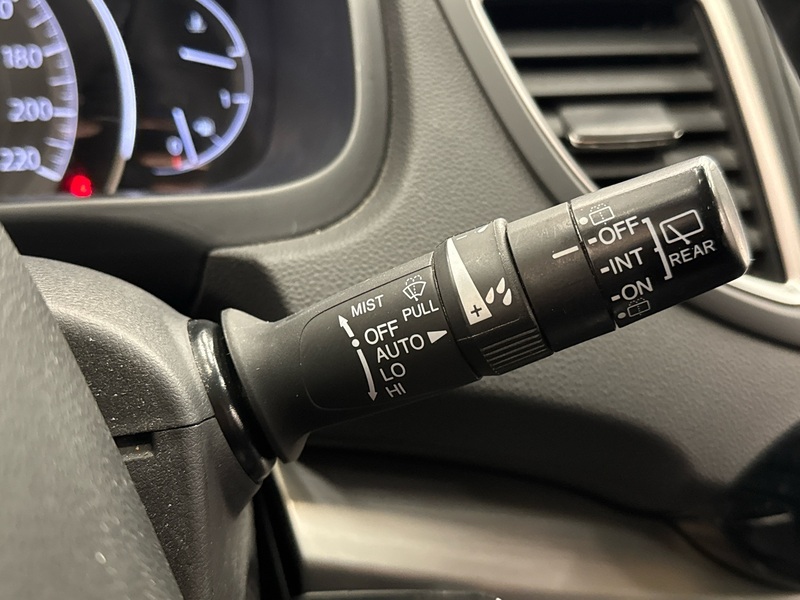 180
200
220
MIST
PULL
OFF
AUTO
LO
HI
+
OFF
INT
ON
REAR